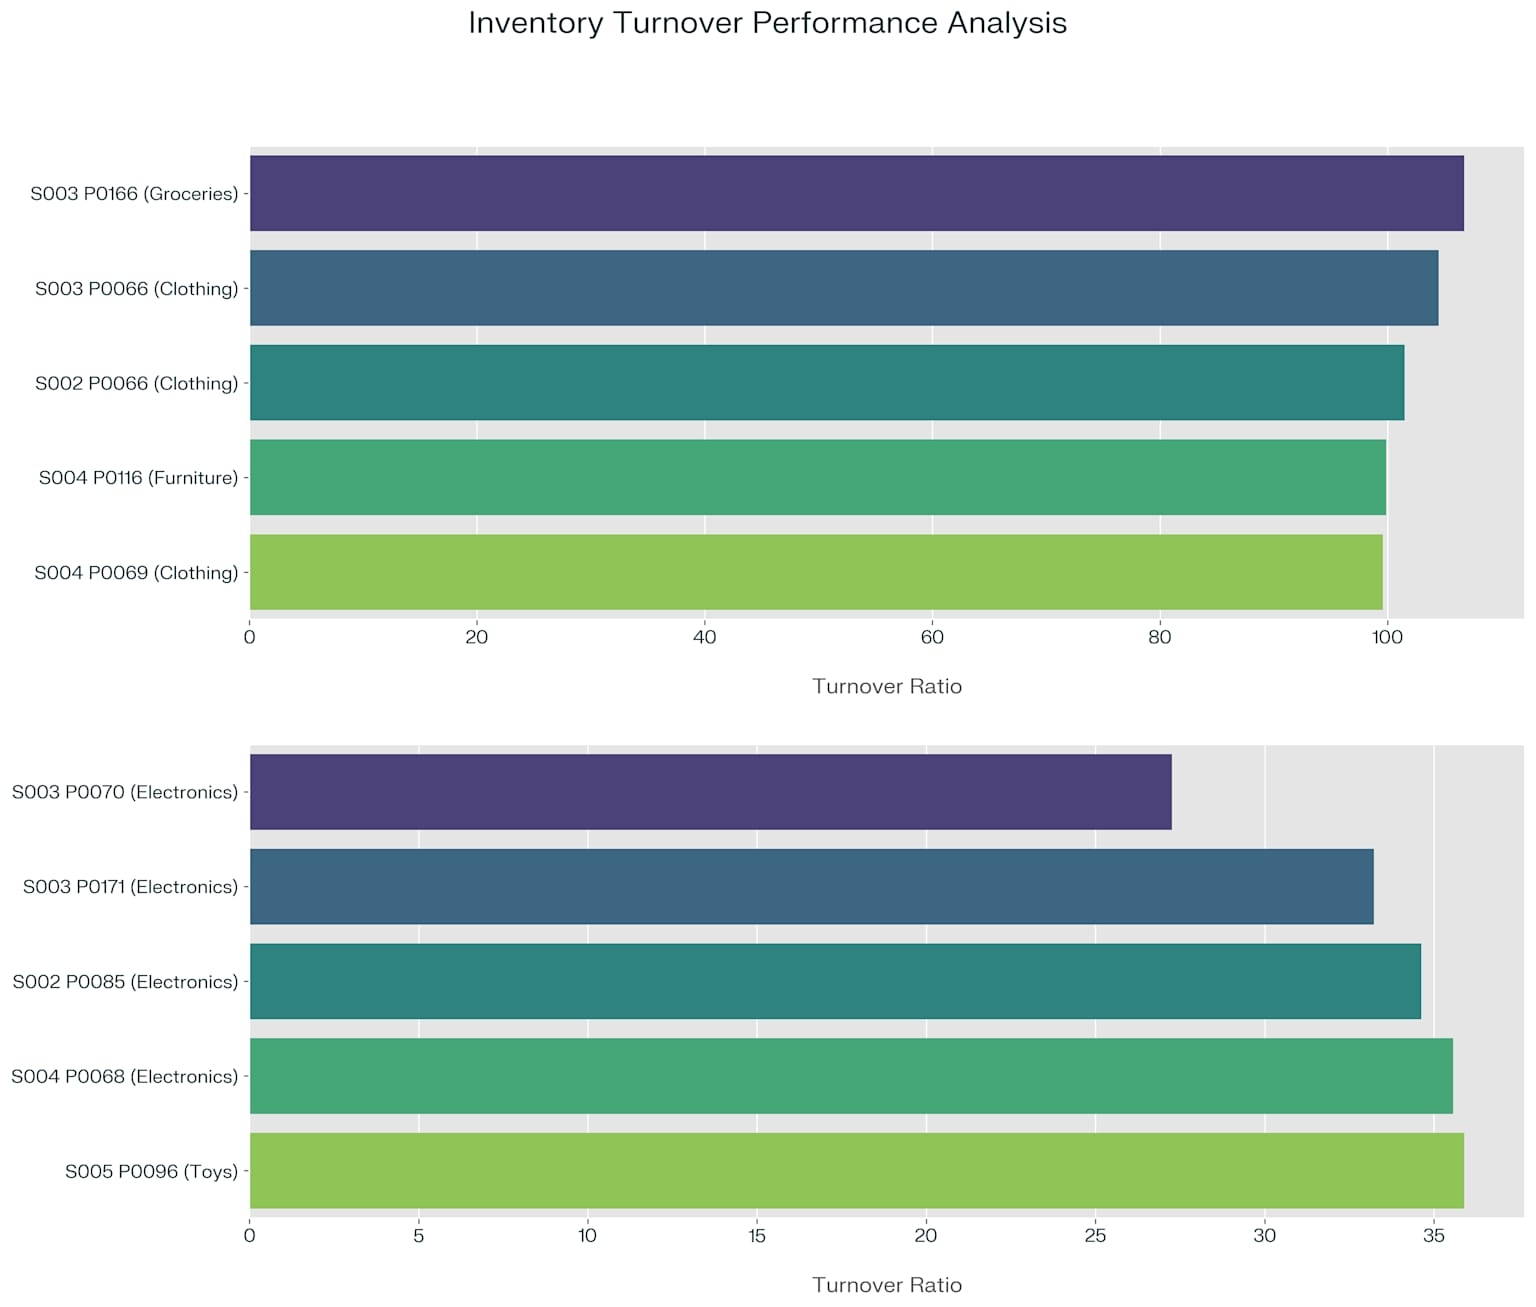 Inventory Turnover Performance Analysis
S003 P0166 (Groceries)
S003 P0066 (Clothing)
S002 P0066 (Clothing)
S004 P0116 (Furniture)
S004 P0069 (Clothing)
0 20 40 60 80 100
Turnover Ratio
S003 P0070 (Electronics)
S003 P0171 (Electronics)
S002 P0085 (Electronics)
S004 P0068 (Electronics)
S005 P0096 (Toys)
0 5 10 15 20 25 30 35
Turnover Ratio